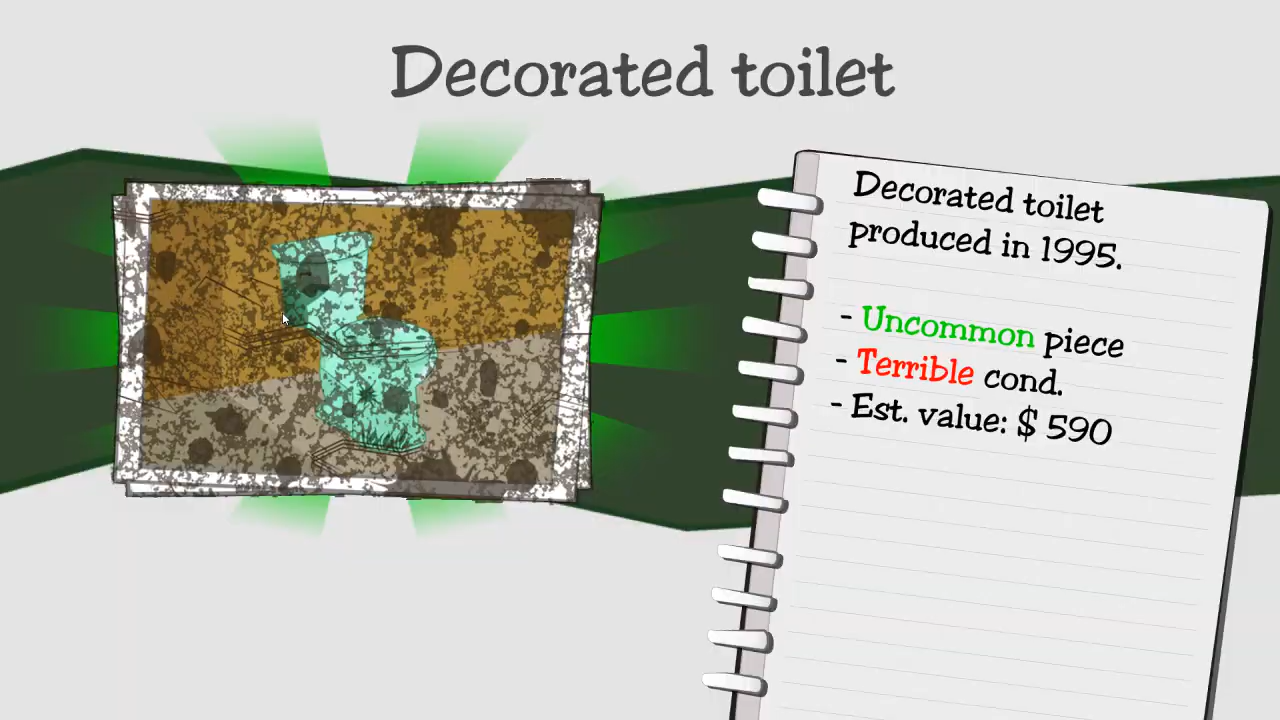 Decorated toilet
Decorated toilet
produced in 1995.
- Uncommon piece
- Terrible cond.
- Est. value: $ 590